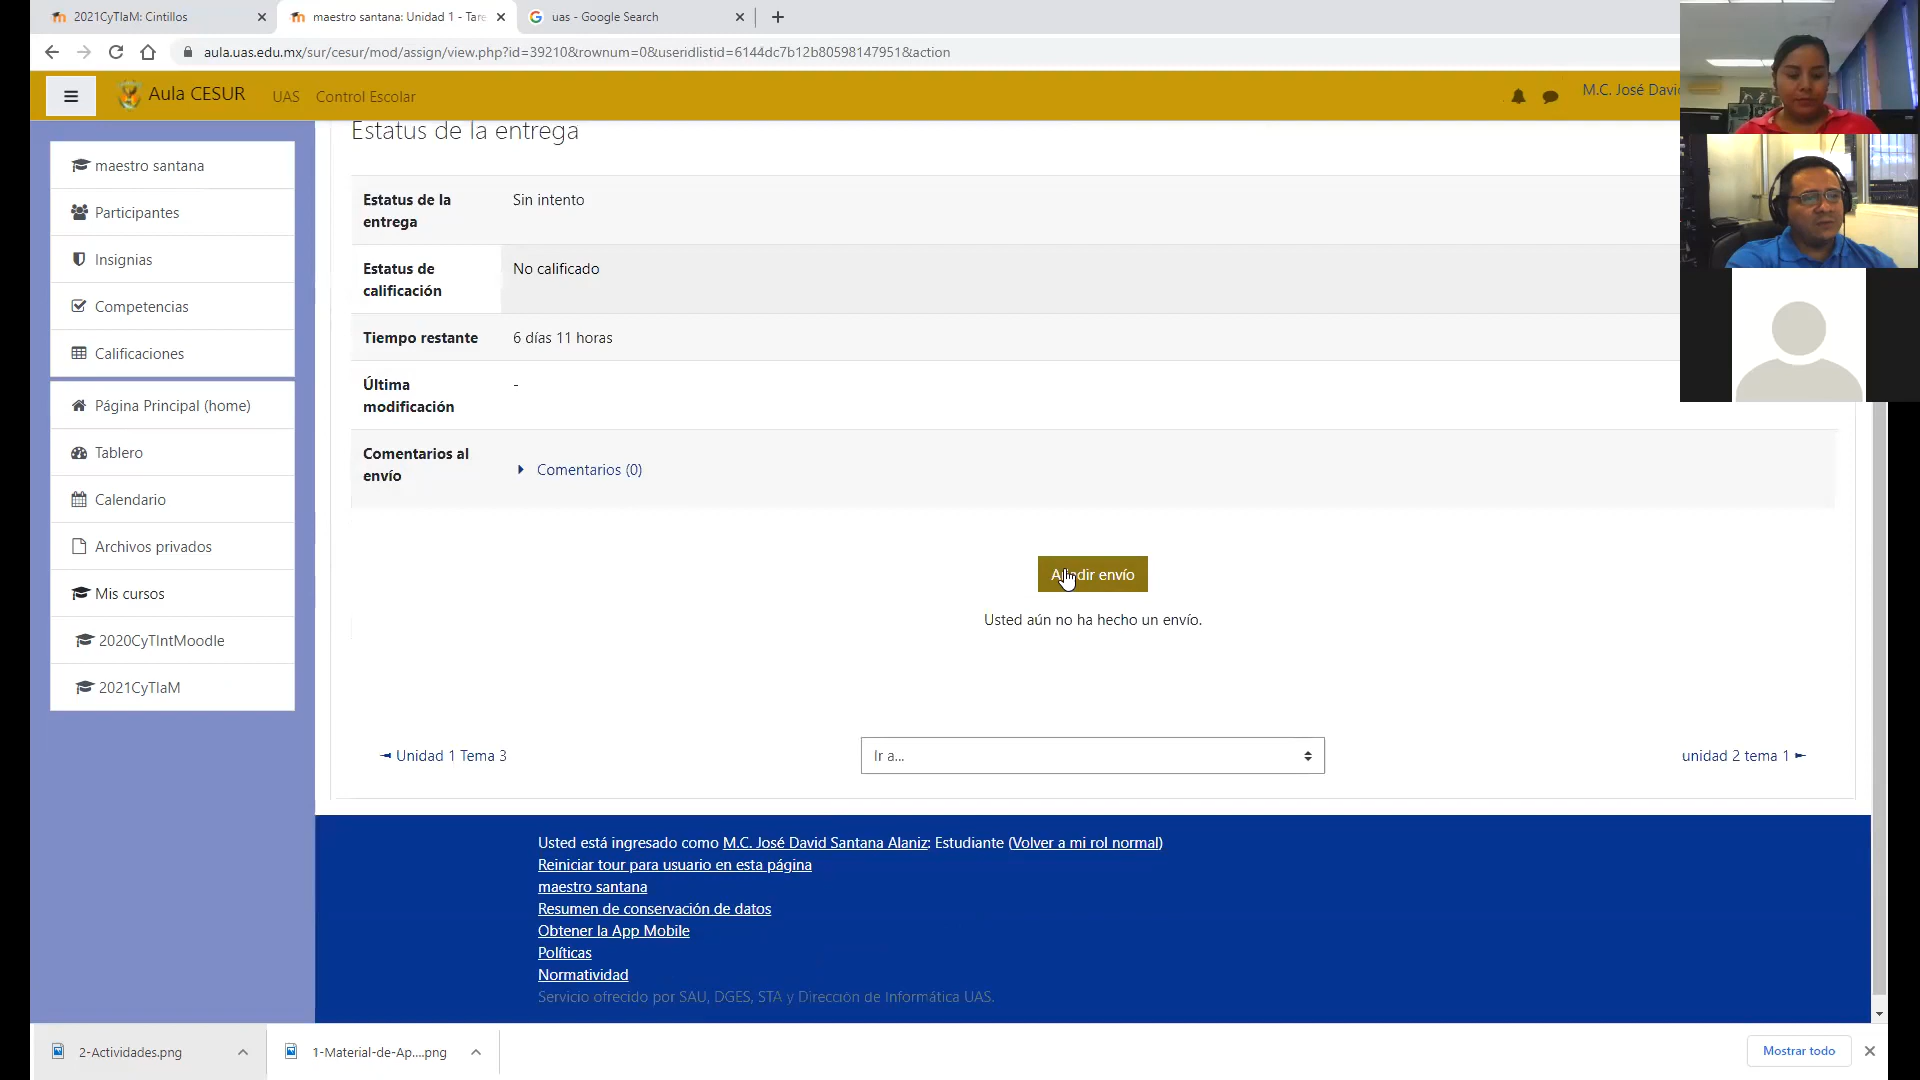 2021CyTIaM: Cintillos
maestro santana: Unidad 1 - Tare
uas - Google Search
aula.uas.edu.mx/sur/cesur/mod/assign/view.php?id=39210&rownum=0&useridlistid=6144dc7b12b80598147951&action
Aula CESUR
UAS
Control Escolar
M.C. José Davi
maestro santana
Participantes
Insignias
Competencias
Calificaciones
Página Principal (home)
Tablero
Calendario
Archivos privados
Mis cursos
2020CyTIntMoodle
2021CyTIaM
Estatus de la entrega
Estatus de la
entrega
Sin intento
Estatus de
calificación
No calificado
Tiempo restante
6 días 11 horas
Última
modificación
-
Comentarios al
envío
Comentarios (0)
Añadir envío
Usted aún no ha hecho un envío.
◄ Unidad 1 Tema 3
Ir a...
unidad 2 tema 1 ►
Usted está ingresado como M.C. José David Santana Alaniz: Estudiante (Volver a mi rol normal)
Reiniciar tour para usuario en esta página
maestro santana
Resumen de conservación de datos
Obtener la App Mobile
Políticas
Normatividad
Servicio ofrecido por SAU, DGES, STA y Dirección de Informática UAS.
2-Actividades.png
1-Material-de-Ap....png
Mostrar todo